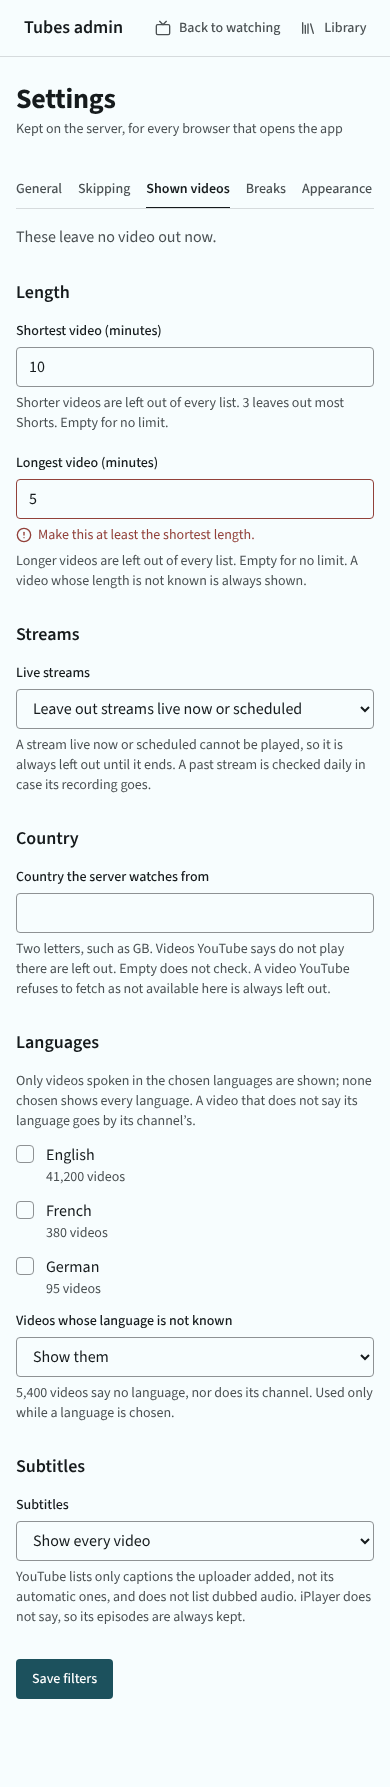 Tubes admin
Back to watching
Library
Settings
Kept on the server, for every browser that opens the app
General
Skipping
Shown videos
Breaks
Appearance
These leave no video out now.
Length
Shortest video (minutes)
10
Shorter videos are left out of every list. 3 leaves out most
Shorts. Empty for no limit.
Longest video (minutes)
5
Make this at least the shortest length.
Longer videos are left out of every list. Empty for no limit. A
video whose length is not known is always shown.
Streams
Live streams
Leave out streams live now or scheduled
A stream live now or scheduled cannot be played, so it is
always left out until it ends. A past stream is checked daily in
case its recording goes.
Country
Country the server watches from
Two letters, such as GB. Videos YouTube says do not play
there are left out. Empty does not check. A video YouTube
refuses to fetch as not available here is always left out.
Languages
Only videos spoken in the chosen languages are shown; none
chosen shows every language. A video that does not say its
language goes by its channel's.
English
41,200 videos
French
380 videos
German
95 videos
Videos whose language is not known
Show them
5,400 videos say no language, nor does its channel. Used only
while a language is chosen.
Subtitles
Subtitles
Show every video
YouTube lists only captions the uploader added, not its
automatic ones, and does not list dubbed audio. iPlayer does
not say, so its episodes are always kept.
Save filters